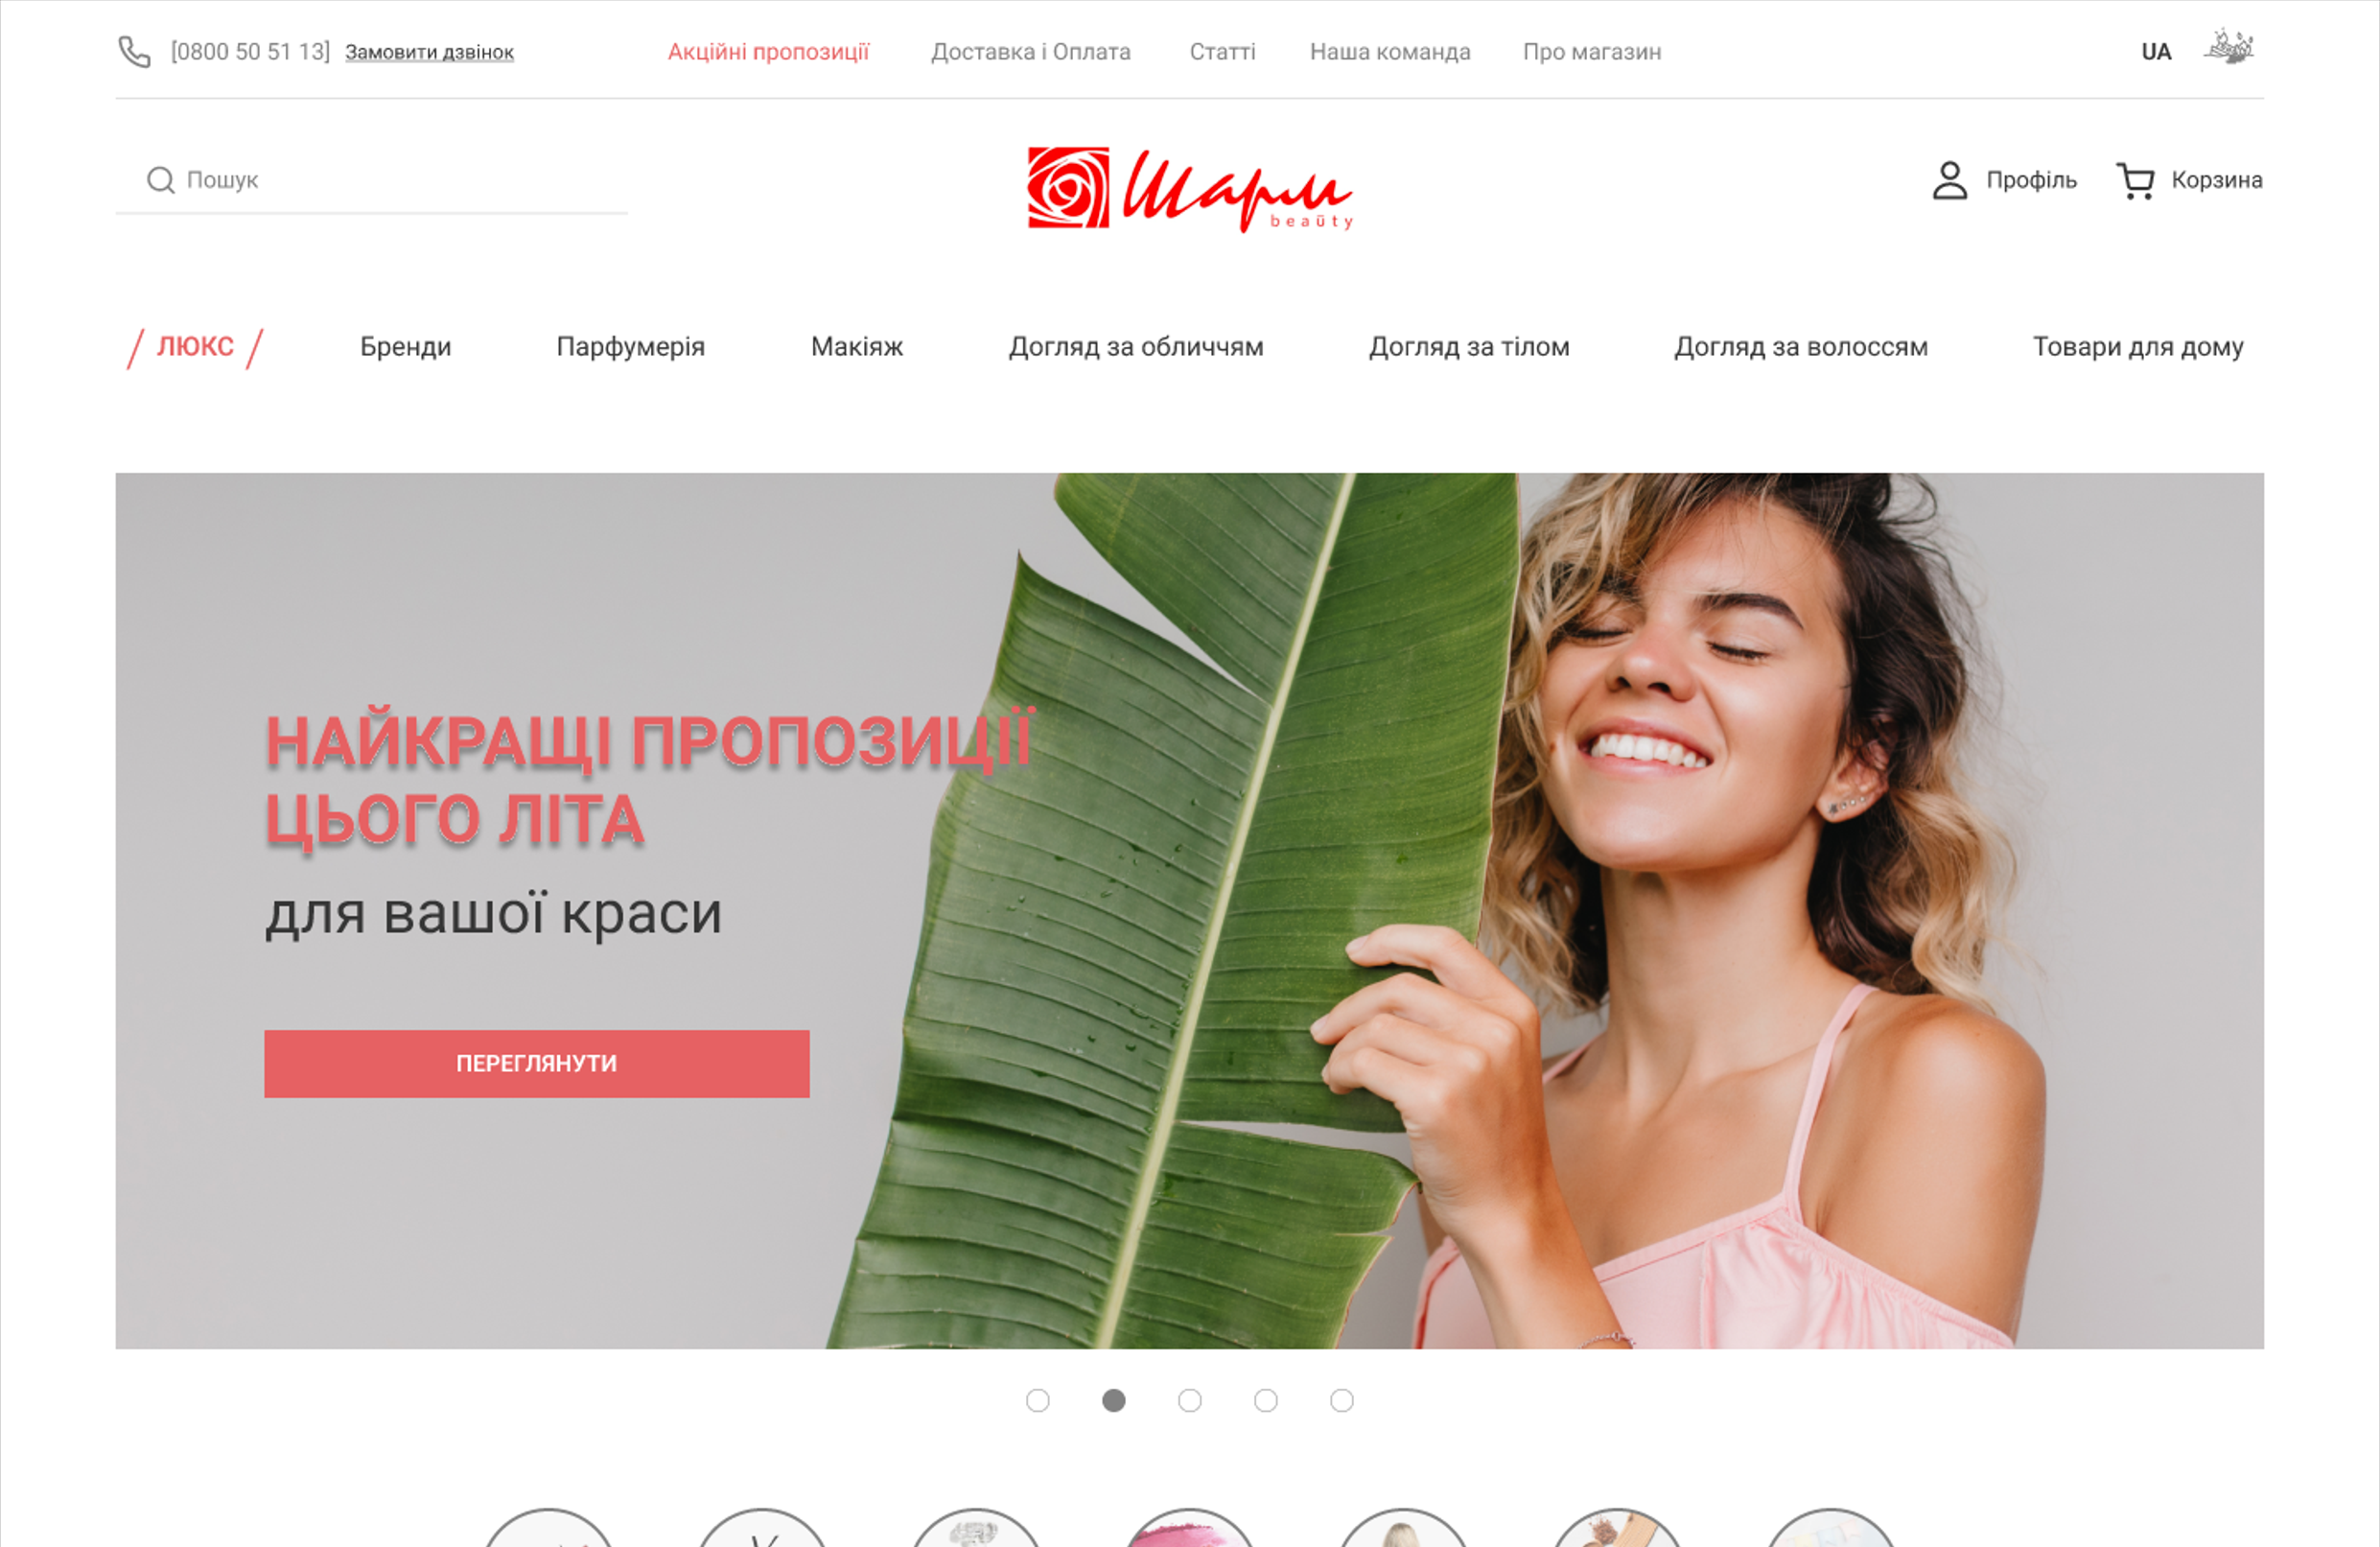 [0800 50 51 13] Замовити дзвінок Акційні пропозиції Доставка і Оплата Статті Наша команда Про магазин UA
Пошук
Шарм
beaūty
Профіль Корзина
/ ЛЮКС / Бренди Парфумерія Макіяж Догляд за обличчям Догляд за тілом Догляд за волоссям Товари для дому
НАЙКРАЩІ ПРОПОЗИЦІЇ
ЦЬОГО ЛІТА
для вашої краси
ПЕРЕГЛЯНУТИ